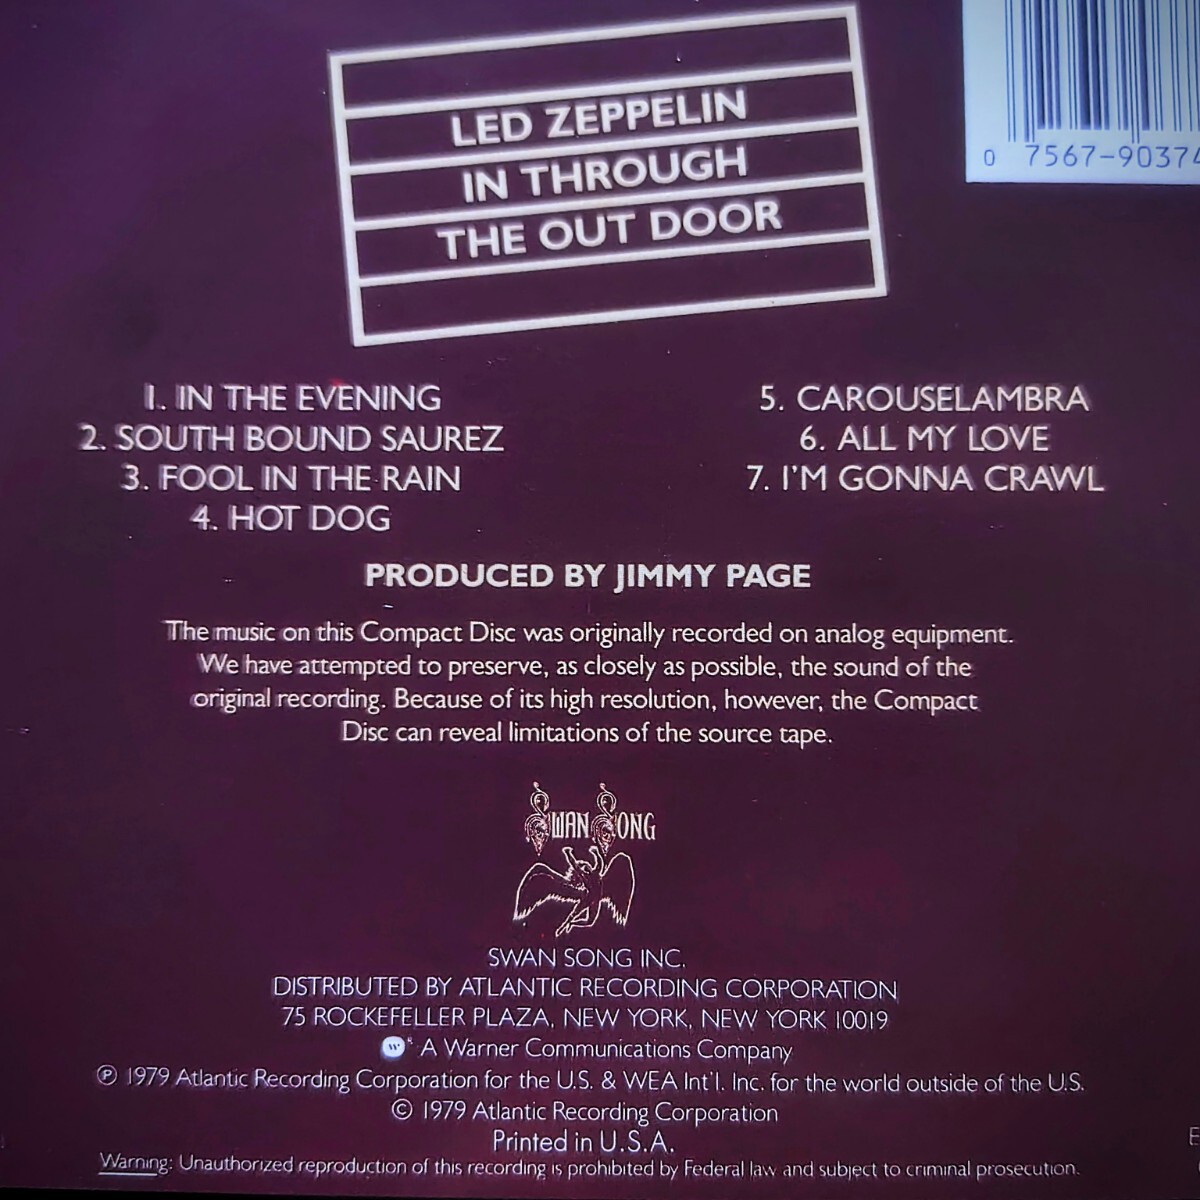 LED ZEPPELIN
IN THROUGH
THE OUT DOOR
0 7567-90374
1. IN THE EVENING
2. SOUTH BOUND SAUREZ
3. FOOL IN THE RAIN
4. HOT DOG
5. CAROUSELAMBRA
6. ALL MY LOVE
7. I'M GONNA CRAWL
PRODUCED BY JIMMY PAGE
The music on this Compact Disc was originally recorded on analog equipment.
We have attempted to preserve, as closely as possible, the sound of the
original recording. Because of its high resolution, however, the Compact
Disc can reveal limitations of the source tape.
SWAN SONG
SWAN SONG INC.
DISTRIBUTED BY ATLANTIC RECORDING CORPORATION
75 ROCKEFELLER PLAZA, NEW YORK, NEW YORK 10019
A Warner Communications Company
℗ 1979 Atlantic Recording Corporation for the U.S. & WEA Int'l. Inc. for the world outside of the U.S.
© 1979 Atlantic Recording Corporation
Printed in U.S.A.
Warning: Unauthorized reproduction of this recording is prohibited by Federal law and subject to criminal prosecution.